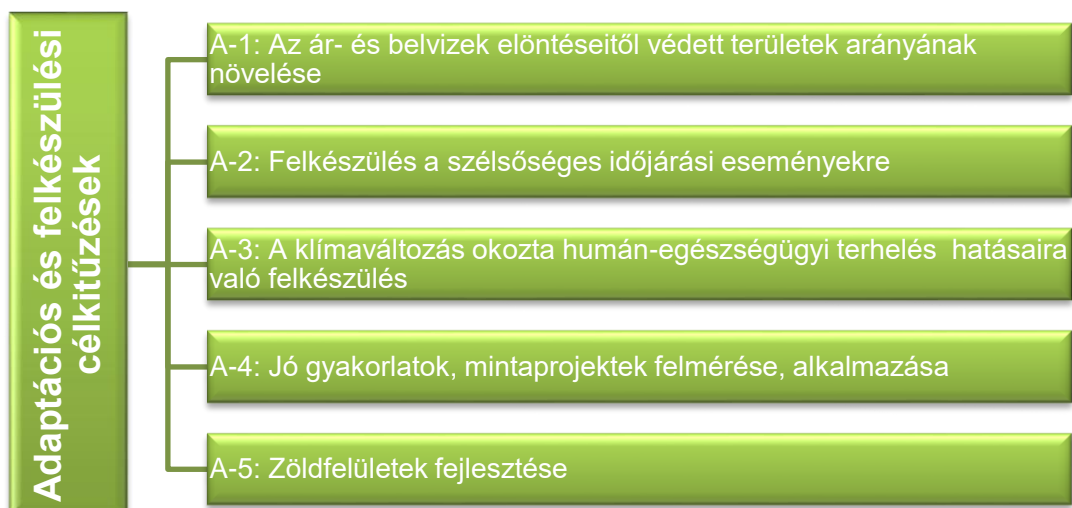 Adaptációs és felkészülési
célkitűzések
A-1: Az ár- és belvizek elöntéseitől védett területek arányának
növelése
A-2: Felkészülés a szélsőséges időjárási eseményekre
A-3: A klímaváltozás okozta humán-egészségügyi terhelés hatásaira
való felkészülés
A-4: Jó gyakorlatok, mintaprojektek felmérése, alkalmazása
A-5: Zöldfelületek fejlesztése